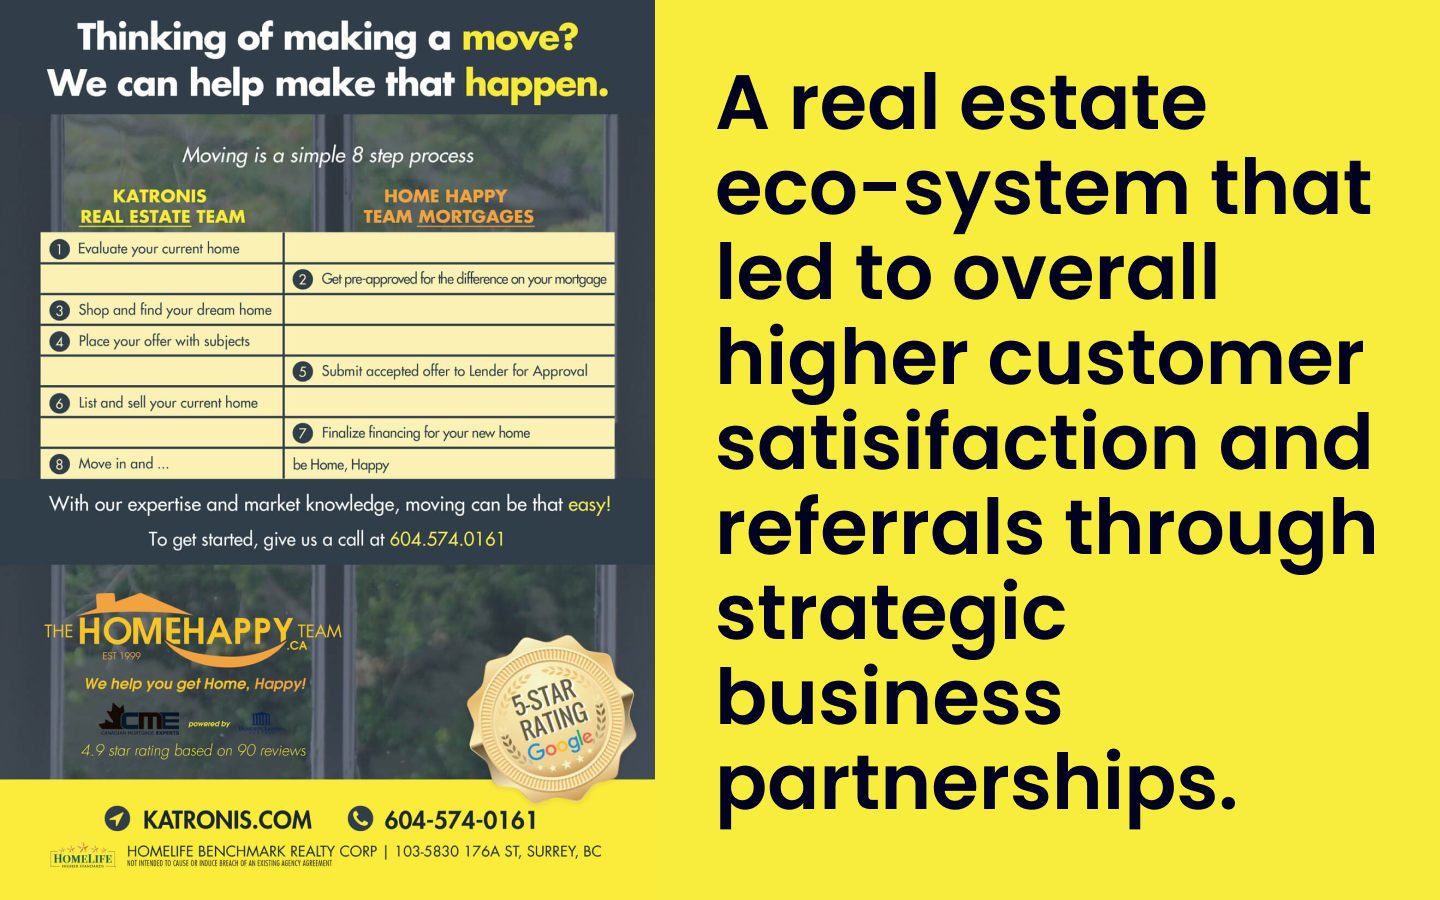 Thinking of making a move?
We can help make that happen.
Moving is a simple 8 step process
KATRONIS
REAL ESTATE TEAM
HOME HAPPY
TEAM MORTGAGES
1 Evaluate your current home
2 Get pre-approved for the difference on your mortgage
3 Shop and find your dream home
4 Place your offer with subjects
5 Submit accepted offer to Lender for Approval
6 List and sell your current home
7 Finalize financing for your new home
8 Move in and ... be Home, Happy
With our expertise and market knowledge, moving can be that easy!
To get started, give us a call at 604.574.0161
THE HOMEHAPPY TEAM
.CA
EST 1999
We help you get Home, Happy!
CME powered by
CANADIAN MORTGAGE EXPERTS
4.9 star rating based on 90 reviews
5-STAR
RATING
Google
KATRONIS.COM 604-574-0161
HOMELIFE
HIGHER STANDARDS
HOMELIFE BENCHMARK REALTY CORP | 103-5830 176A ST, SURREY, BC
NOT INTENDED TO CAUSE OR INDUCE BREACH OF AN EXISTING AGENCY AGREEMENT
A real estate
eco-system that
led to overall
higher customer
satisifaction and
referrals through
strategic
business
partnerships.